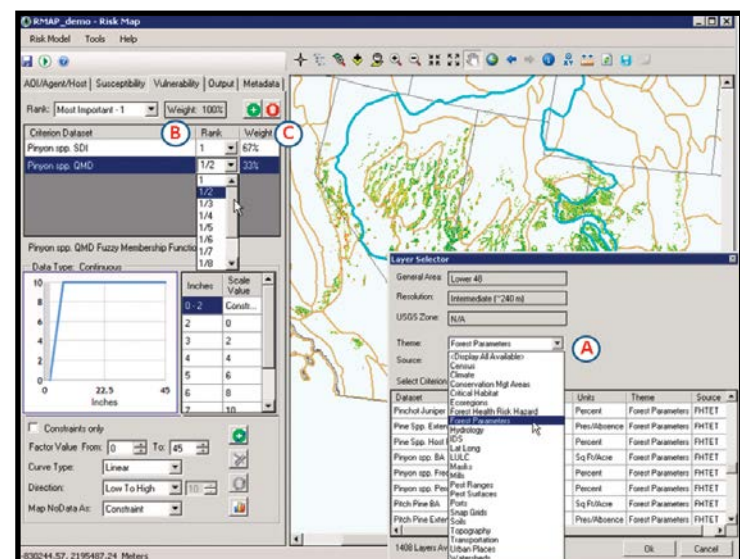 RMAP_demo - Risk Map
Risk Model Tools Help
AOI/Agent/Host Susceptibility Vulnerability Output Metadata
Rank: Most Important - 1 Weight: 100%
B
C
Criterion Dataset Rank Weight
Pinyon spp. SDI 1 67%
Pinyon spp. QMD 1/2 33%
1
1/2
1/3
1/4
1/5
1/6
1/7
1/8
Pinyon spp. QMD Fuzzy Membership Functio
Data Type: Continuous
10
8
6
4
2
0
0 22.5 45
Inches
Inches Scale Value
0 - 2 Constr...
2 0
3 2
4 4
5 6
6 8
7 10
Constraints only
Factor Value From: 0 To: 45
Curve Type: Linear
Direction: Low To High 10
Map NoData As: Constraint
-830244.57, 2195487.24 Meters
Layer Selector
General Area: Lower 48
Resolution: Intermediate (~240 m)
USGS Zone: N/A
Theme: Forest Parameters
A
Source:
Select Criterion
<Display All Available>
Census
Climate
Conservation Mgt Areas
Critical Habitat
Ecoregions
Forest Health Risk Hazard
Forest Parameters
Hydrology
IDS
Lat Long
LULC
Masks
Mills
Pest Ranges
Pest Surfaces
Ports
Snap Grids
Soils
Topography
Transportation
Urban Places
Watersheds
Dataset Units Theme Source
Pinchot Juniper Percent Forest Parameters FHTET
Pine Spp. Exten Pres/Absence Forest Parameters FHTET
Pine Spp. Host Percent Forest Parameters FHTET
Pinyon spp. BA Sq Ft/Acre Forest Parameters FHTET
Pinyon spp. Freq Percent Forest Parameters FHTET
Pinyon spp. Per Percent Forest Parameters FHTET
Pitch Pine BA Sq Ft/Acre Forest Parameters FHTET
Pitch Pine Exten Pres/Absence Forest Parameters FHTET
1408 Layers Av
Ok Cancel